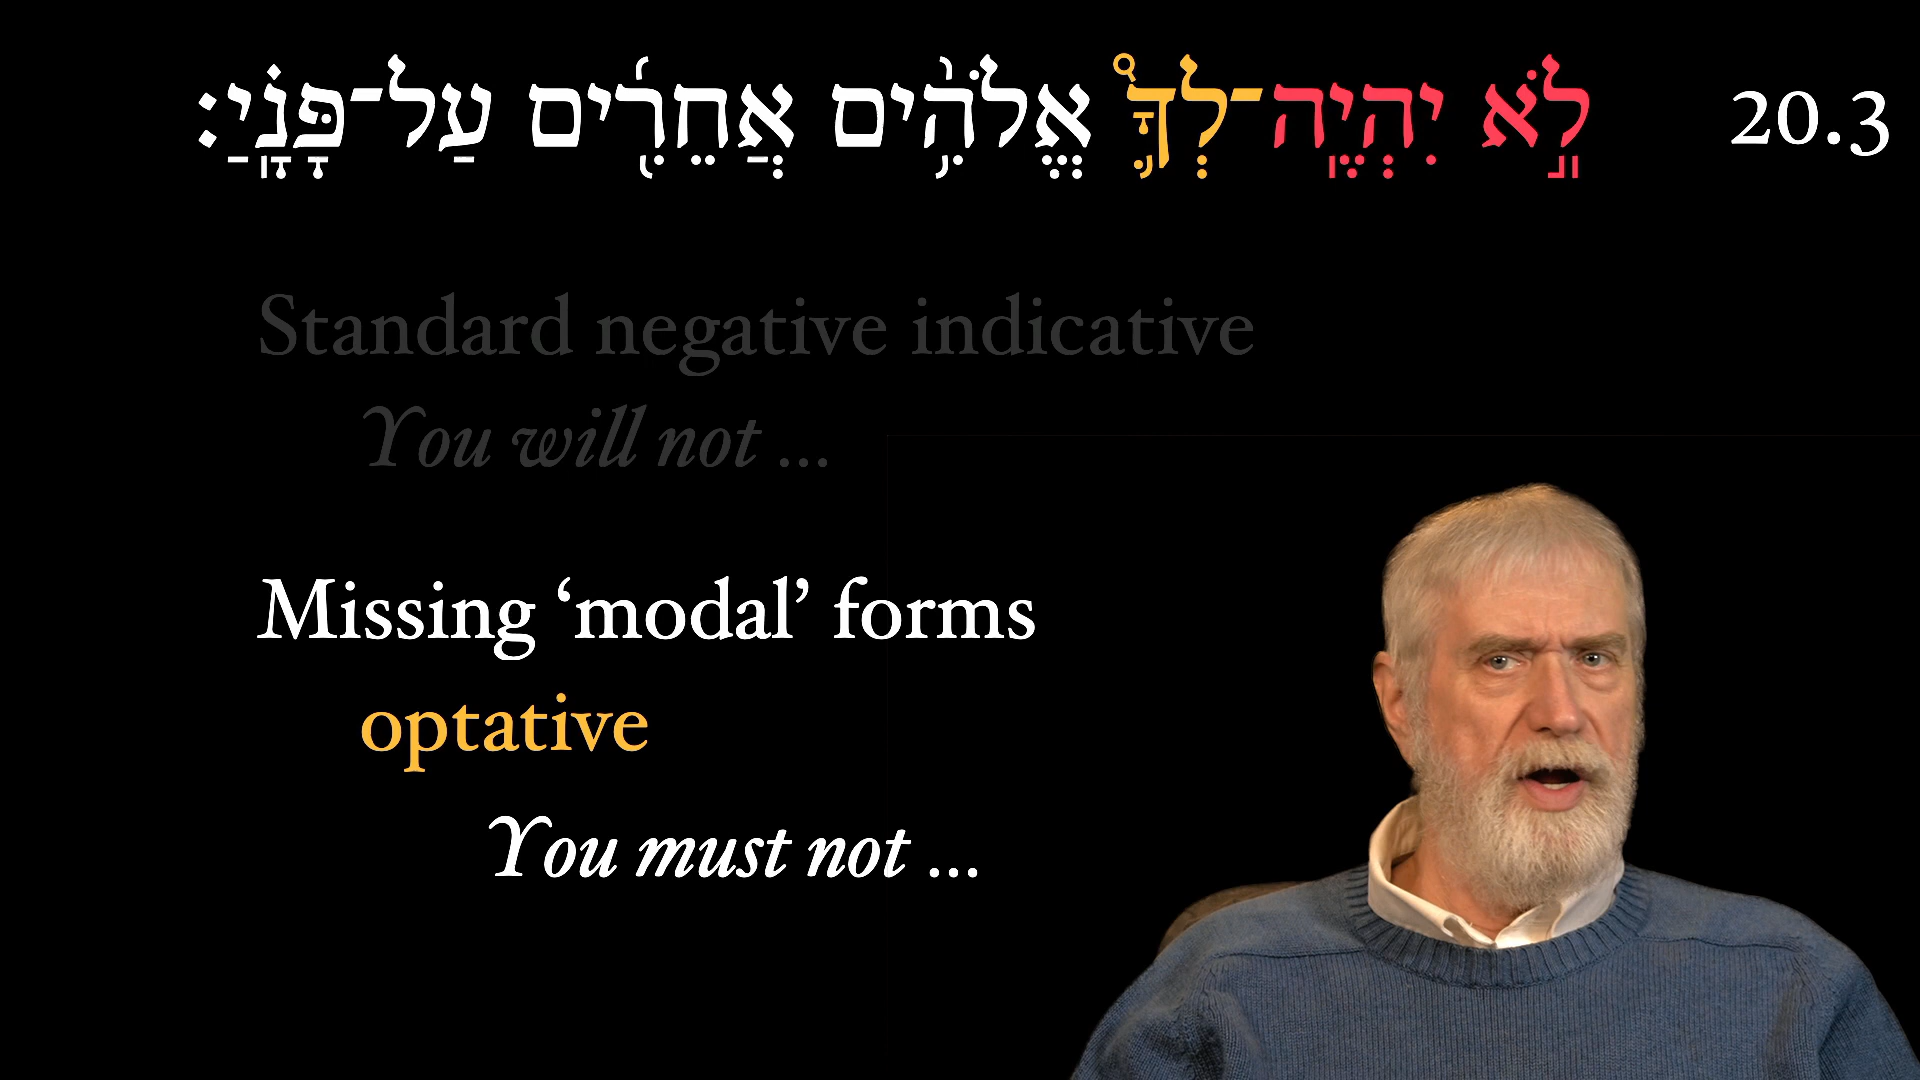 לֹ֣א יִהְיֶֽה־לְךָ֛֩ אֱלֹהִ֨ים אֲחֵרִ֖ים עַל־פָּנָֽ͏ַ֗י׃ 20.3
Standard negative indicative
You will not ...
Missing ‘modal’ forms
optative
You must not ...